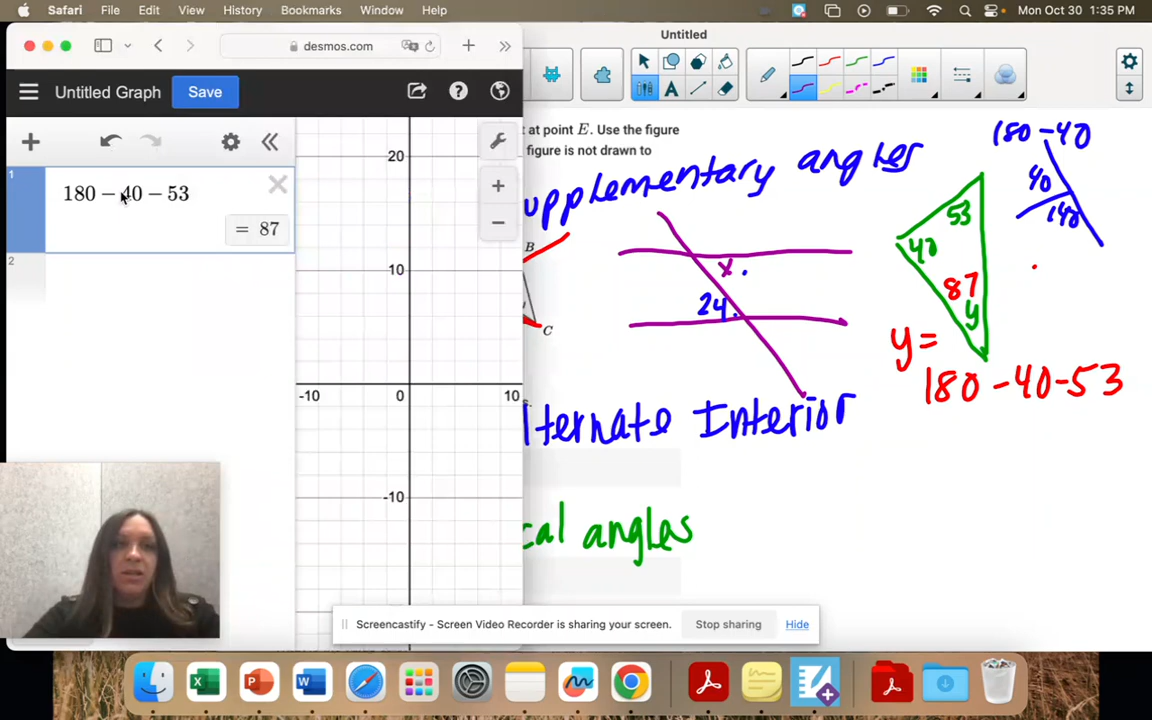 Safari File Edit View History Bookmarks Window Help Mon Oct 30 1:35 PM
desmos.com
Untitled
Untitled Graph Save
at point E. Use the figure
figure is not drawn to
1
180 − 40 − 53
= 87
2
20
10
-10
10
-10
upplementary angles
B
C
x
24
180 -40
40
140
53
40
87
y
y =
180 -40-53
lternate Interior
cal angles
Screencastify - Screen Video Recorder is sharing your screen. Stop sharing Hide